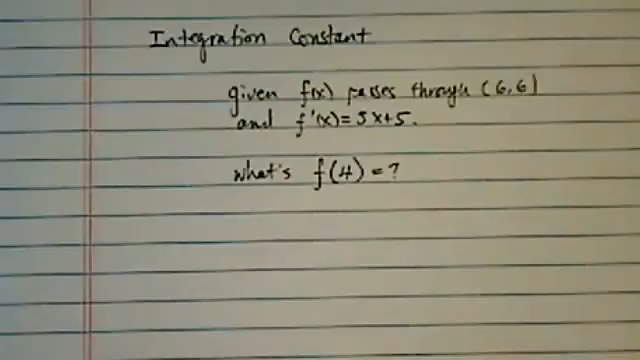 Integration Constant
given f(x) passes through (6,6)
and f'(x)=5x+5.
what's f(4)=?